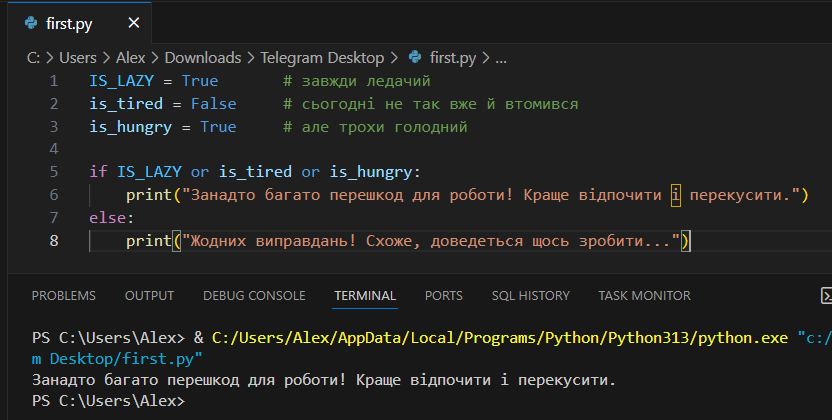 first.py ×
C: > Users > Alex > Downloads > Telegram Desktop > first.py > ...
1 IS_LAZY = True # завжди ледачий
2 is_tired = False # сьогодні не так вже й втомився
3 is_hungry = True # але трохи голодний
4
5 if IS_LAZY or is_tired or is_hungry:
6 print("Занадто багато перешкод для роботи! Краще відпочити і перекусити.")
7 else:
8 print("Жодних виправдань! Схоже, доведеться щось зробити...")
PROBLEMS OUTPUT DEBUG CONSOLE TERMINAL PORTS SQL HISTORY TASK MONITOR
PS C:\Users\Alex> & C:/Users/Alex/AppData/Local/Programs/Python/Python313/python.exe "c:/
m Desktop/first.py"
Занадто багато перешкод для роботи! Краще відпочити і перекусити.
PS C:\Users\Alex>